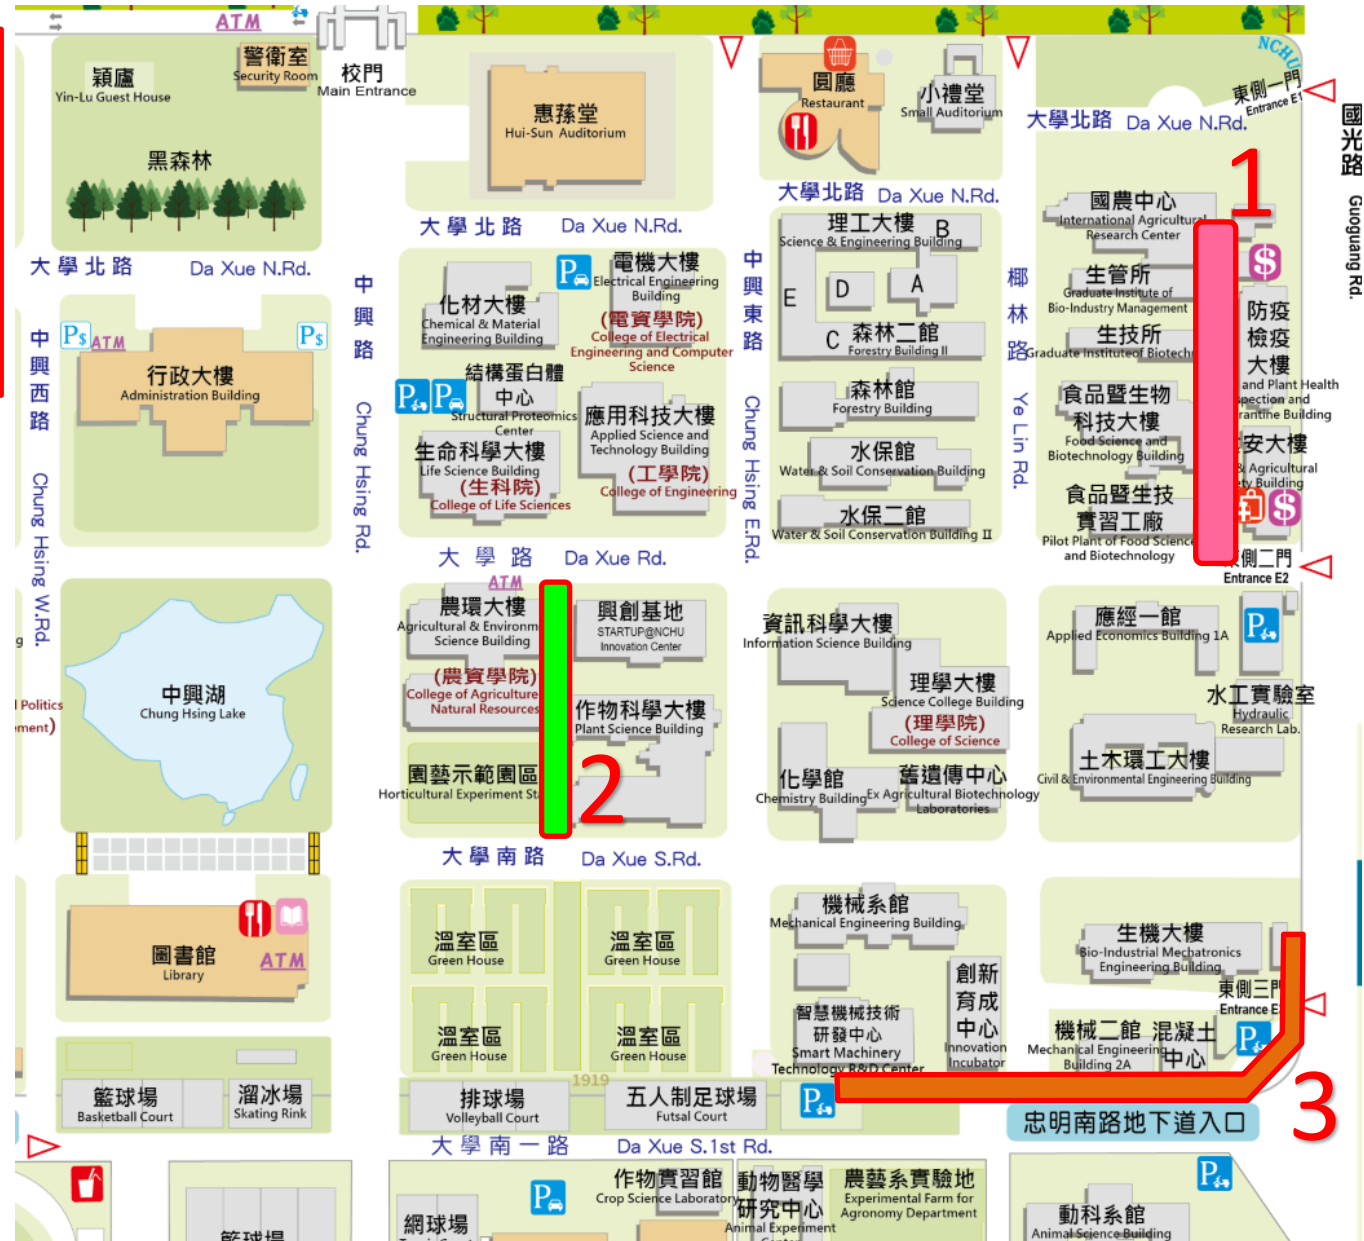 ATM
警衛室
Security Room
校門
Main Entrance
穎廬
Yin-Lu Guest House
黑森林
惠蓀堂
Hui-Sun Auditorium
圓廳
Restaurant
小禮堂
Small Auditorium
NCHU
東側一門
Entrance E1
國光路
Guoguang Rd.
大學北路 Da Xue N.Rd.
大學北路 Da Xue N.Rd.
大學北路 Da Xue N.Rd.
大學北路 Da Xue N.Rd.
1
中興西路
Chung Hsing W.Rd.
中興路
Chung Hsing Rd.
中興東路
Chung Hsing E.Rd.
椰林路
Ye Lin Rd.
P$
ATM
P$
行政大樓
Administration Building
化材大樓
Chemical & Material
Engineering Building
P
電機大樓
Electrical Engineering
Building
(電資學院)
College of Electrical
Engineering and Computer
Science
結構蛋白體
中心
Structural Proteomics
Center
P
P
應用科技大樓
Applied Science and
Technology Building
(工學院)
College of Engineering
生命科學大樓
Life Science Building
(生科院)
College of Life Sciences
理工大樓
Science & Engineering Building
B
E
D
A
C
森林二館
Forestry Building II
森林館
Forestry Building
水保館
Water & Soil Conservation Building
水保二館
Water & Soil Conservation Building II
國農中心
International Agricultural
Research Center
生管所
Graduate Institute of
Bio-Industry Management
生技所
Graduate Institute of Biotech
食品暨生物
科技大樓
Food Science and
Biotechnology Building
食品暨生技
實習工廠
Pilot Plant of Food Science
and Biotechnology
$
防疫
檢疫
大樓
and Plant Health
Building
安大樓
& Agricultural
Building
$
側二門
Entrance E2
大學路 Da Xue Rd.
ATM
農環大樓
Agricultural & Environm
Science Building
(農資學院)
College of Agriculture
Natural Resources
園藝示範園區
Horticultural Experiment Sta
興創基地
STARTUP@NCHU
Innovation Center
作物科學大樓
Plant Science Building
2
中興湖
Chung Hsing Lake
Politics
資訊科學大樓
Information Science Building
理學大樓
Science College Building
(理學院)
College of Science
化學館
Chemistry Building
舊遺傳中心
Ex Agricultural Biotechnology
Laboratories
應經一館
Applied Economics Building 1A
P
水工實驗室
Hydraulic
Research Lab.
土木環工大樓
Civil & Environmental Engineering Building
大學南路 Da Xue S.Rd.
圖書館
Library
ATM
溫室區
Green House
溫室區
Green House
溫室區
Green House
溫室區
Green House
1919
機械系館
Mechanical Engineering Building
智慧機械技術
研發中心
Smart Machinery
Technology R&D Center
創新
育成
中心
Innovation
Incubator
生機大樓
Bio-Industrial Mechatronics
Engineering Building
東側三門
Entrance E
機械二館
Mechanical Engineering
Building 2A
混凝土
中心
P
3
籃球場
Basketball Court
溜冰場
Skating Rink
排球場
Volleyball Court
五人制足球場
Futsal Court
P
忠明南路地下道入口
大學南一路 Da Xue S.1st Rd.
籃球場
網球場
P
作物實習館
Crop Science Laboratory
動物醫學
研究中心
Animal Experiment
農藝系實驗地
Experimental Farm for
Agronomy Department
P
動科系館
Animal Science Building